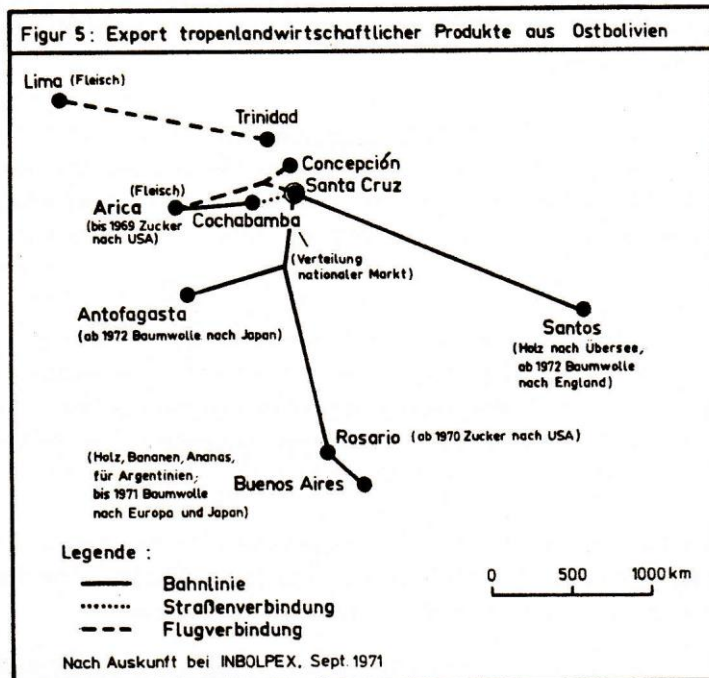 Figur 5: Export tropenlandwirtschaftlicher Produkte aus Ostbolivien
Lima (Fleisch)
Trinidad
Concepción
Santa Cruz
(Fleisch)
Arica
(bis 1969 Zucker
nach USA)
Cochabamba
(Verteilung
nationaler Markt)
Antofagasta
(ab 1972 Baumwolle nach Japan)
Santos
(Holz nach Übersee,
ab 1972 Baumwolle
nach England)
Rosario (ab 1970 Zucker nach USA)
(Holz, Bananen, Ananas,
für Argentinien;
bis 1971 Baumwolle
nach Europa und Japan)
Buenos Aires
Legende :
Bahnlinie
Straßenverbindung
Flugverbindung
0 500 1000 km
Nach Auskunft bei INBOLPEX, Sept. 1971